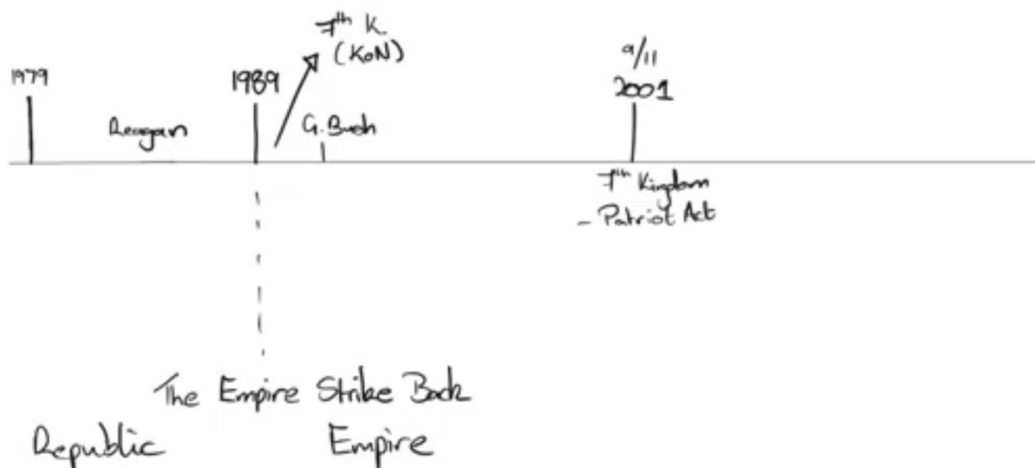 7th K.
(KoN)
9/11
1979
1989
2001
Reagan
G. Bush
7th Kingdom
- Patriot Act
The Empire Strike Back
Republic
Empire